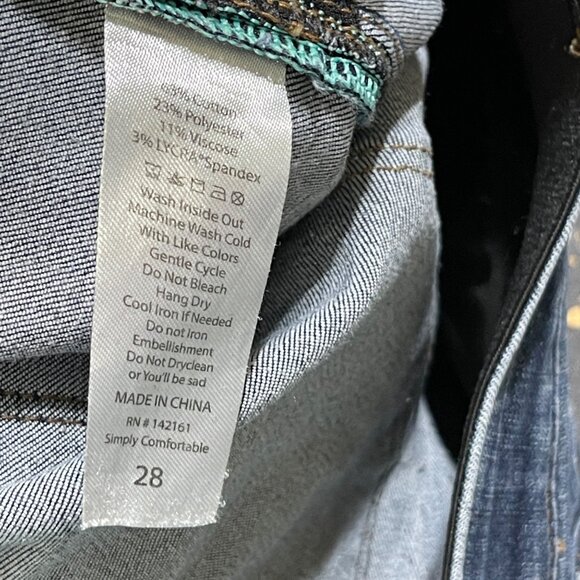 63% Cotton
23% Polyester
11% Viscose
3% LYCRA*Spandex
Wash Inside Out
Machine Wash Cold
With Like Colors
Gentle Cycle
Do Not Bleach
Hang Dry
Cool Iron If Needed
Do not Iron
Embellishment
Do Not Dryclean
or You'll be sad
MADE IN CHINA
RN # 142161
Simply Comfortable
28